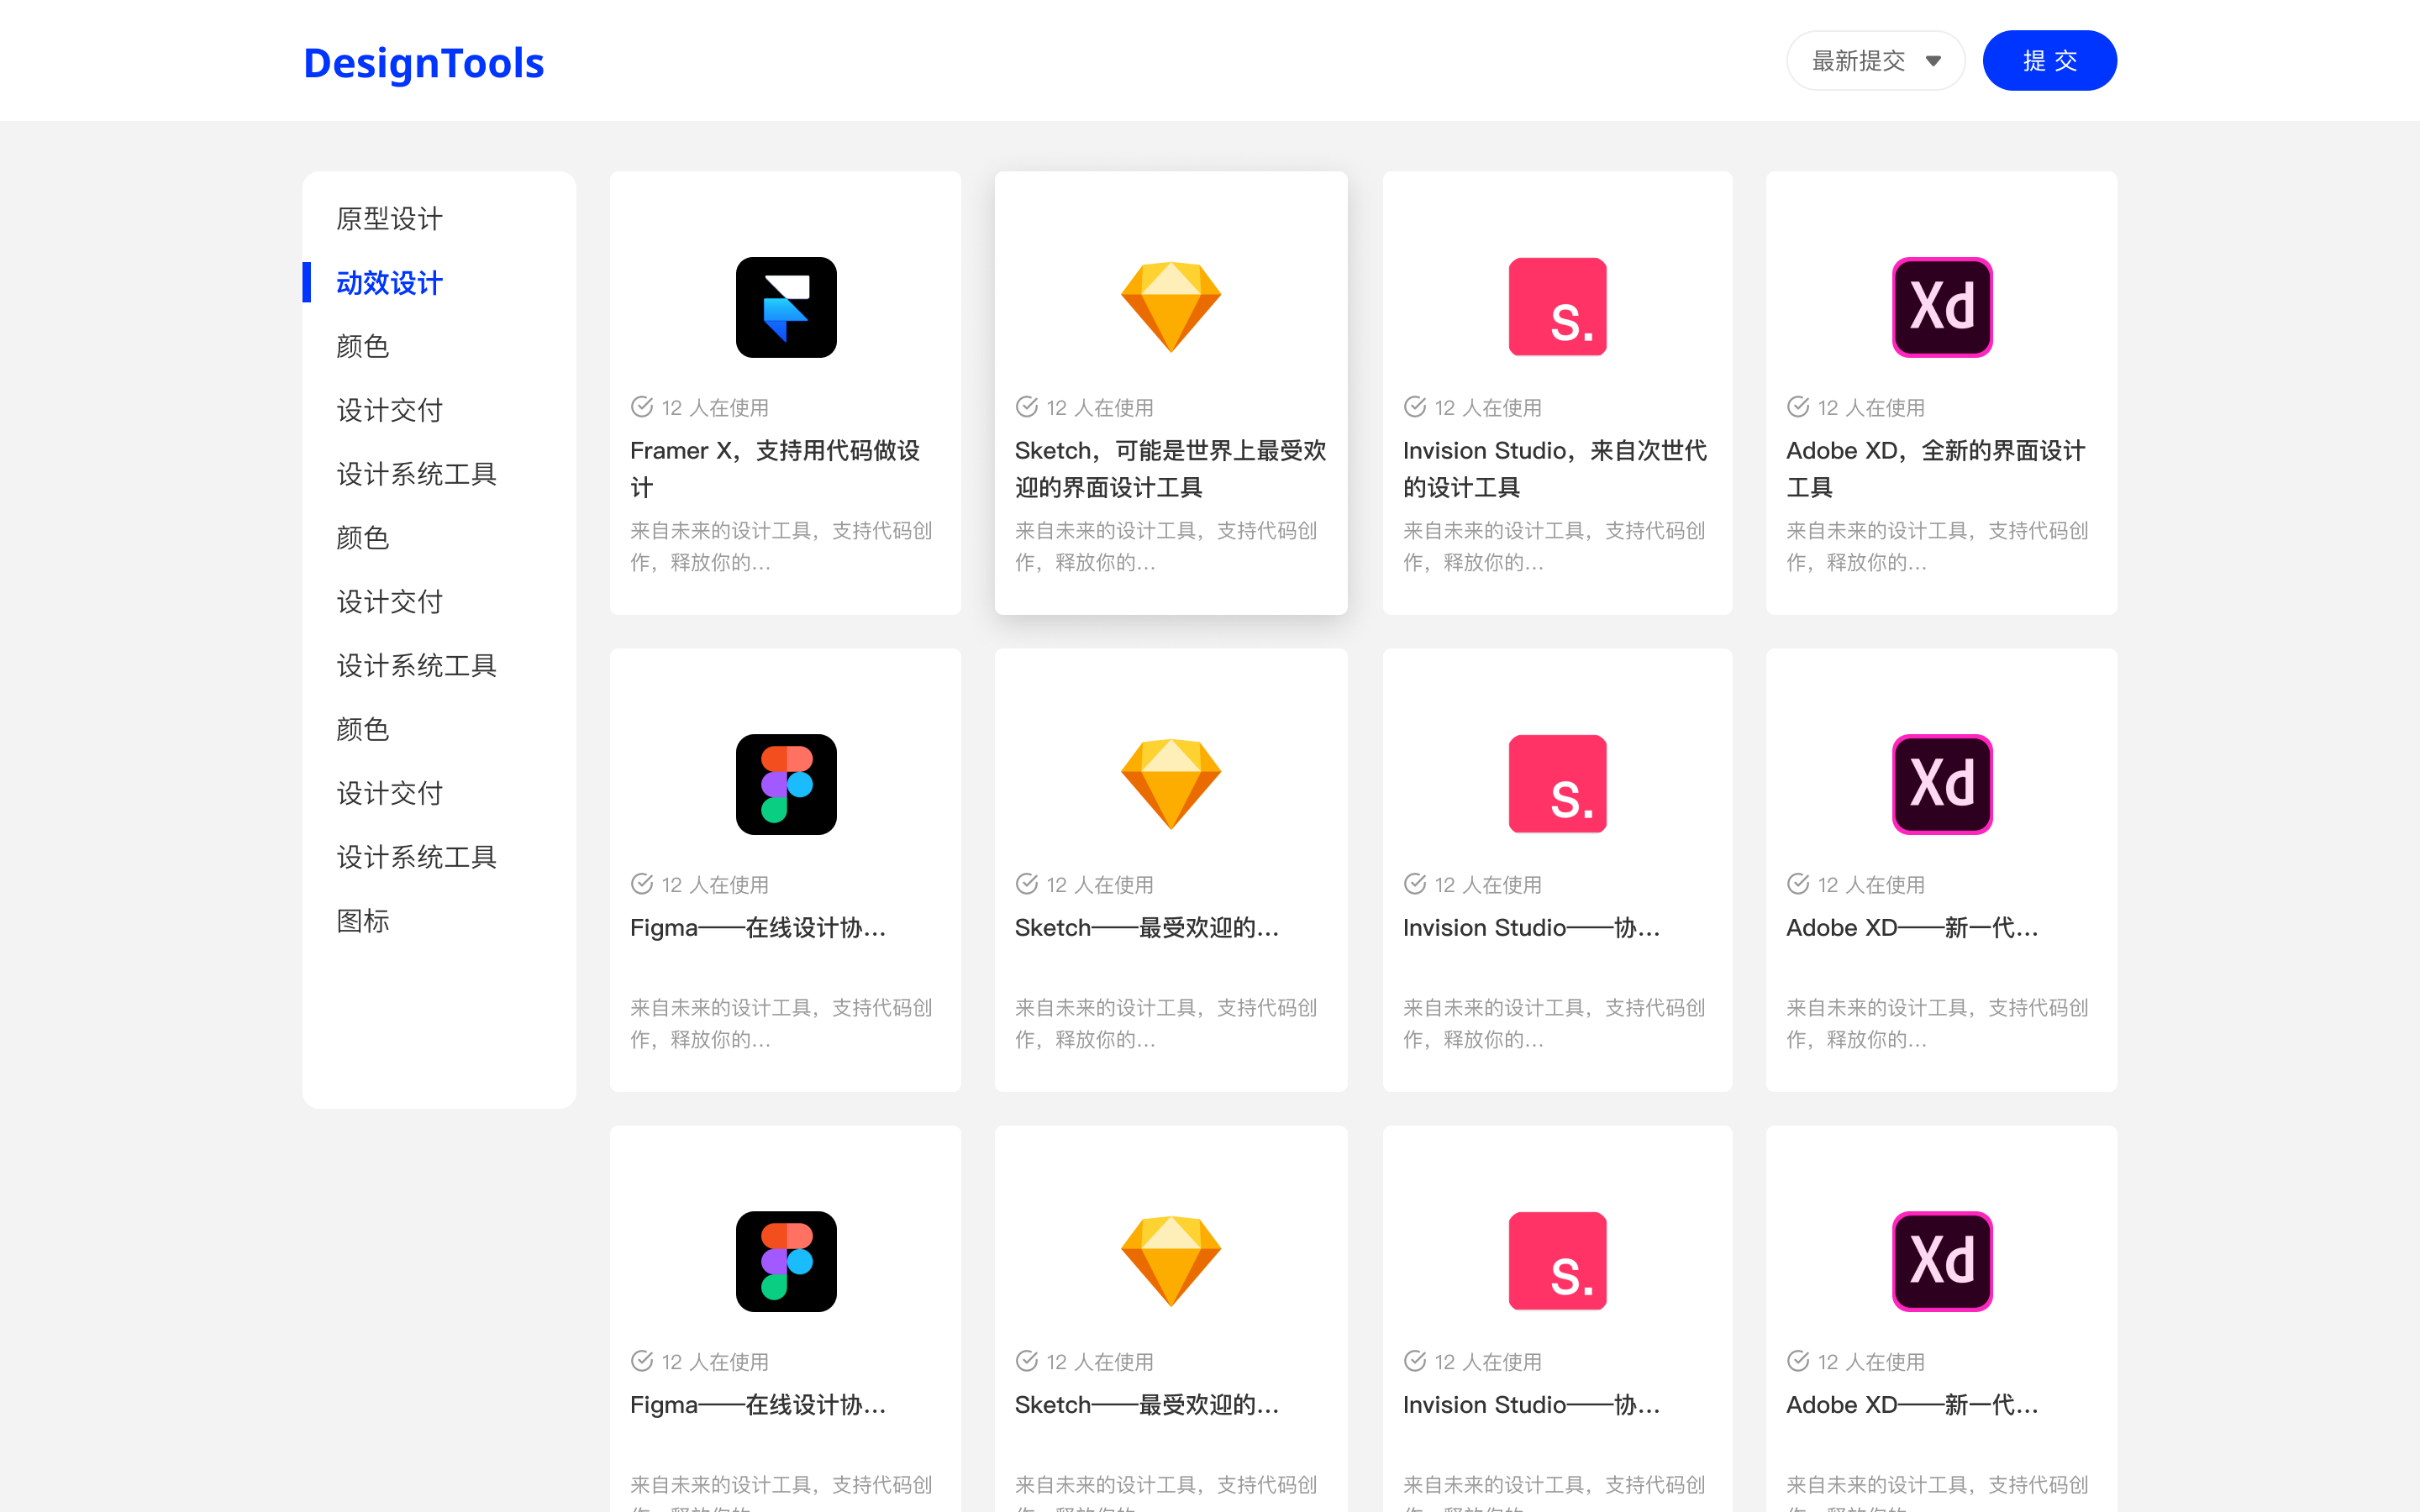 DesignTools
最新提交
提 交
原型设计
动效设计
颜色
设计交付
设计系统工具
颜色
设计交付
设计系统工具
颜色
设计交付
设计系统工具
图标
12 人在使用
Framer X，支持用代码做设
计
来自未来的设计工具，支持代码创
作，释放你的...
12 人在使用
Sketch，可能是世界上最受欢
迎的界面设计工具
来自未来的设计工具，支持代码创
作，释放你的...
S.
12 人在使用
Invision Studio，来自次世代
的设计工具
来自未来的设计工具，支持代码创
作，释放你的...
Xd
12 人在使用
Adobe XD，全新的界面设计
工具
来自未来的设计工具，支持代码创
作，释放你的...
12 人在使用
Figma——在线设计协...
来自未来的设计工具，支持代码创
作，释放你的...
12 人在使用
Sketch——最受欢迎的...
来自未来的设计工具，支持代码创
作，释放你的...
S.
12 人在使用
Invision Studio——协...
来自未来的设计工具，支持代码创
作，释放你的...
Xd
12 人在使用
Adobe XD——新一代...
来自未来的设计工具，支持代码创
作，释放你的...
12 人在使用
Figma——在线设计协...
来自未来的设计工具，支持代码创
12 人在使用
Sketch——最受欢迎的...
来自未来的设计工具，支持代码创
S.
12 人在使用
Invision Studio——协...
来自未来的设计工具，支持代码创
Xd
12 人在使用
Adobe XD——新一代...
来自未来的设计工具，支持代码创